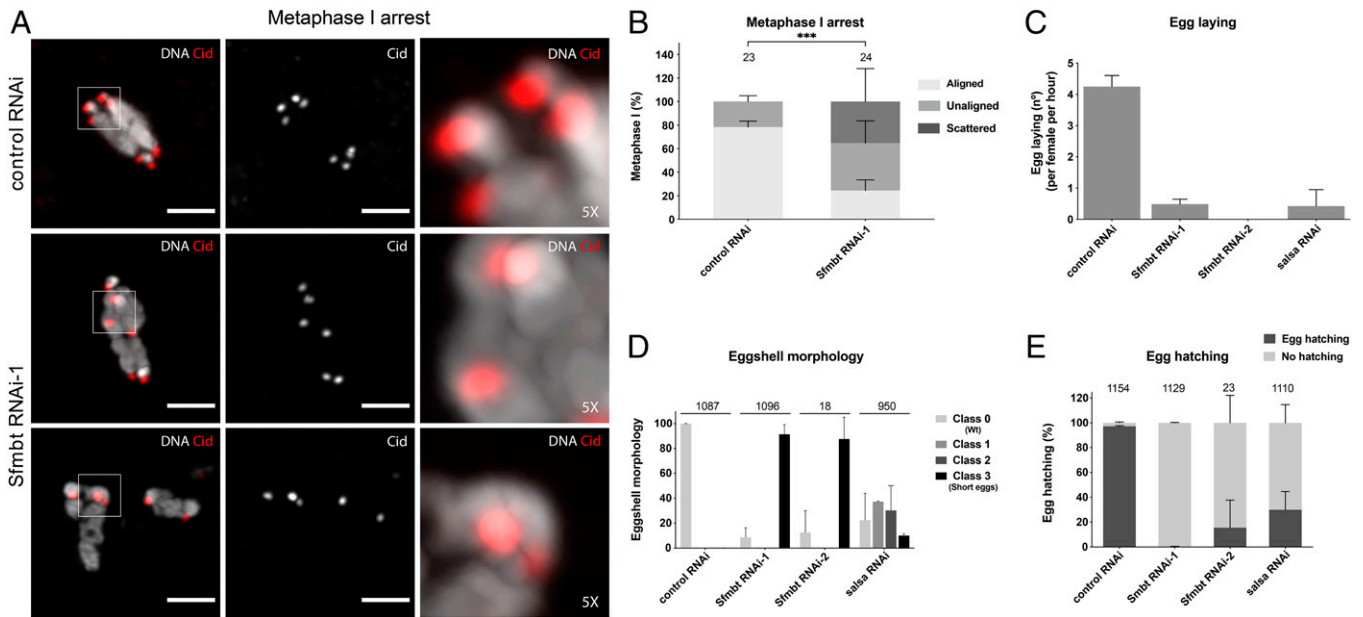 A
Metaphase I arrest
control RNAi
DNA Cid
Cid
DNA Cid
5X
Sfmbt RNAi-1
DNA Cid
Cid
DNA Cid
5X
DNA Cid
Cid
DNA Cid
5X
B
Metaphase I arrest
***
23
24
Metaphase I (%)
140
120
100
80
60
40
20
0
control RNAi
Sfmbt RNAi-1
Aligned
Unaligned
Scattered
C
Egg laying
Egg laying (nº)
(per female per hour)
5
4
3
2
1
0
control RNAi
Sfmbt RNAi-1
Sfmbt RNAi-2
salsa RNAi
D
Eggshell morphology
1087
1096
18
950
Eggshell morphology
100
80
60
40
20
0
control RNAi
Sfmbt RNAi-1
Sfmbt RNAi-2
salsa RNAi
Class 0
(Wt)
Class 1
Class 2
Class 3
(Short eggs)
E
Egg hatching
Egg hatching
No hatching
1154
1129
23
1110
Egg hatching (%)
120
100
80
60
40
20
0
control RNAi
Smbt RNAi-1
Sfmbt RNAi-2
salsa RNAi